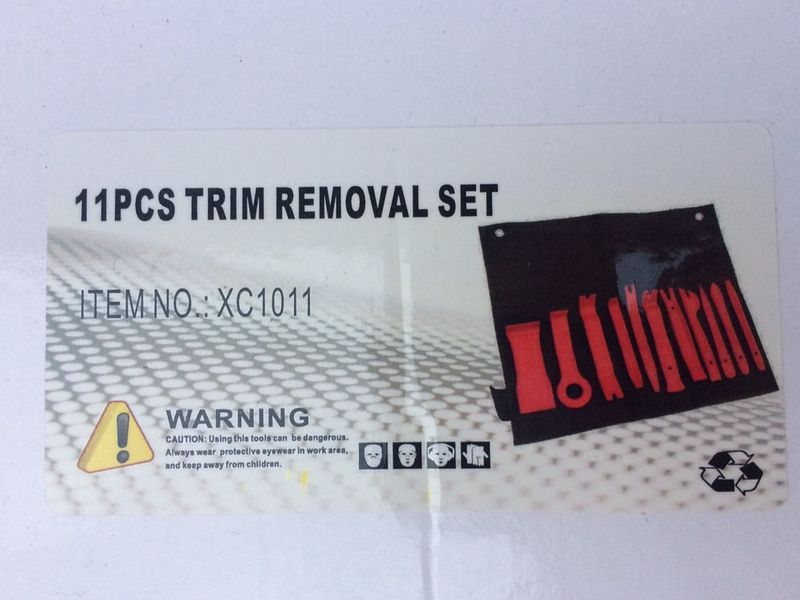 11PCS TRIM REMOVAL SET
ITEM NO.: XC1011
WARNING
CAUTION: Using this tools can be dangerous.
Always wear protective eyewear in work area,
and keep away from children.